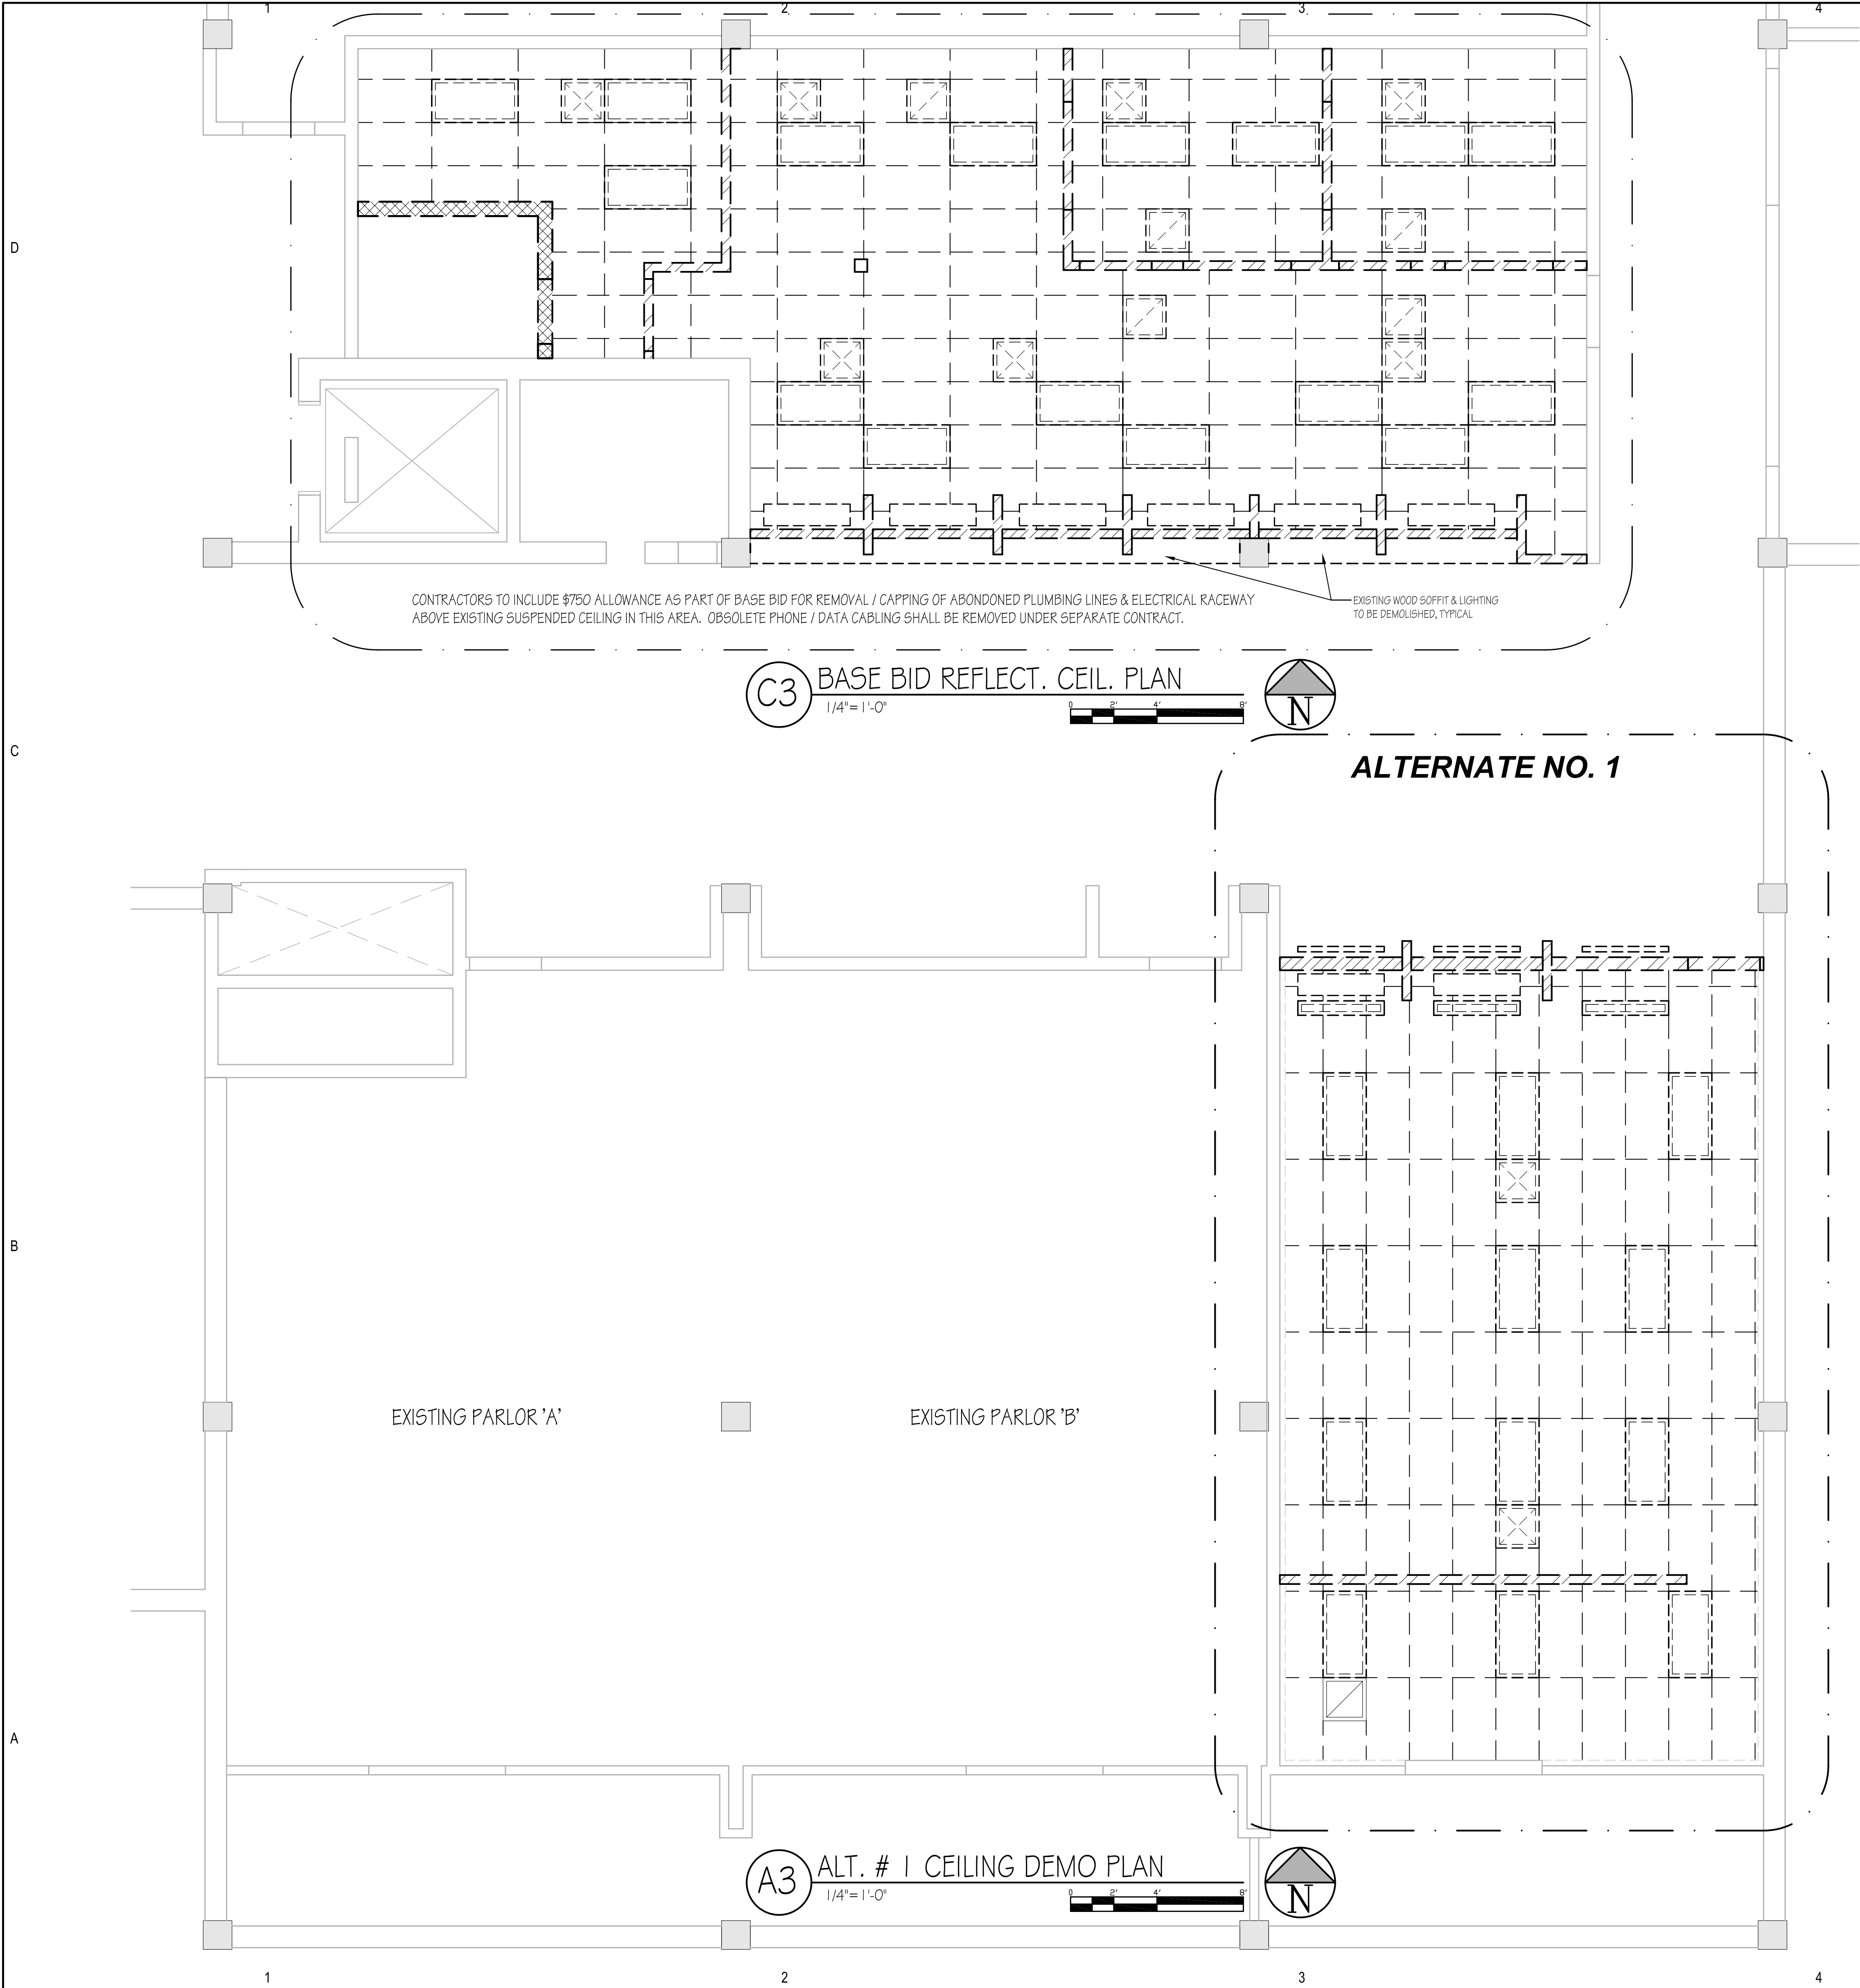 1 2 3 4
D
CONTRACTORS TO INCLUDE $750 ALLOWANCE AS PART OF BASE BID FOR REMOVAL / CAPPING OF ABONDONED PLUMBING LINES & ELECTRICAL RACEWAY
ABOVE EXISTING SUSPENDED CEILING IN THIS AREA. OBSOLETE PHONE / DATA CABLING SHALL BE REMOVED UNDER SEPARATE CONTRACT.
EXISTING WOOD SOFFIT & LIGHTING
TO BE DEMOLISHED, TYPICAL
C3
BASE BID REFLECT. CEIL. PLAN
1/4"=1'-0"
0 2' 4' 8'
N
C
ALTERNATE NO. 1
B
EXISTING PARLOR 'A'
EXISTING PARLOR 'B'
A
A3
ALT. # 1 CEILING DEMO PLAN
1/4"=1'-0"
0 2' 4' 8'
N
1 2 3 4